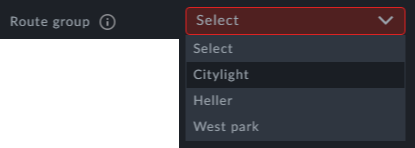 Route group Select
Select
Citylight
Heller
West park